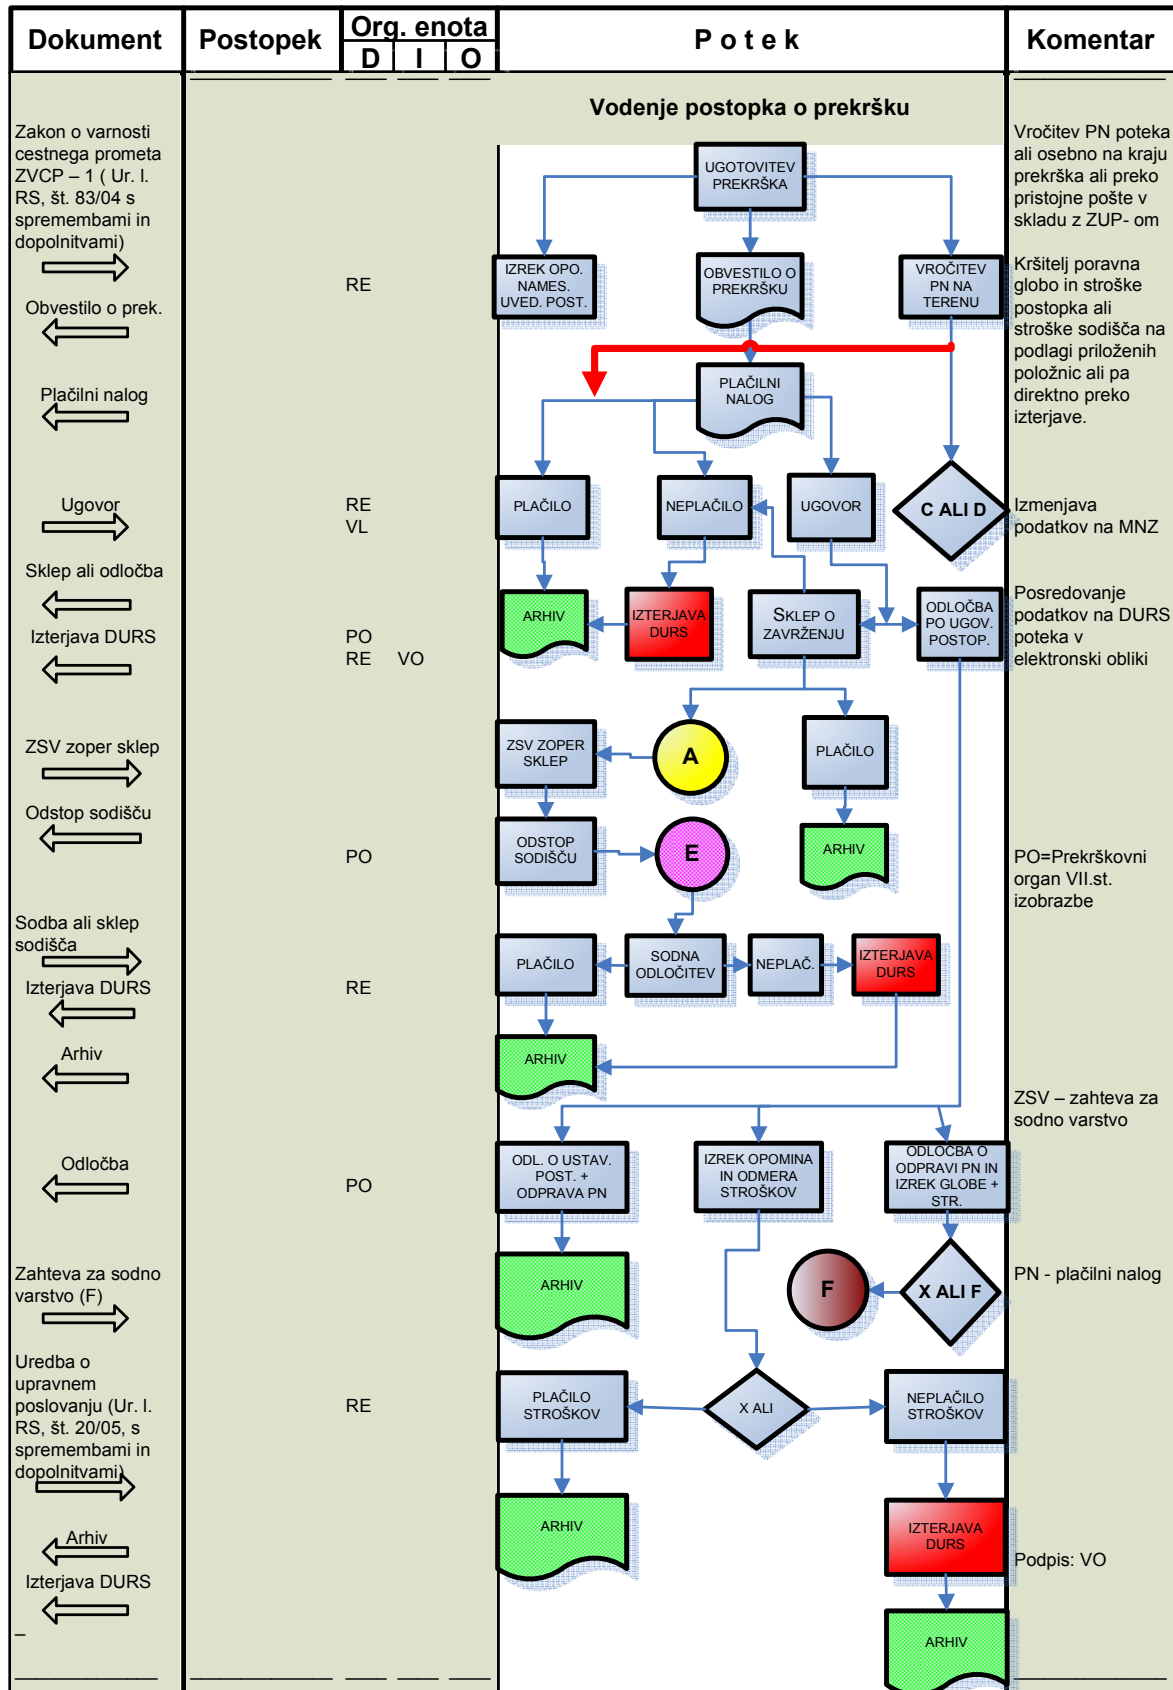 Dokument
Postopek
Org. enota
D
I
O
P o t e k
Komentar
Vodenje postopka o prekršku
Zakon o varnosti
cestnega prometa
ZVCP – 1 ( Ur. l.
RS, št. 83/04 s
spremembami in
dopolnitvami)
Obvestilo o prek.
Plačilni nalog
Ugovor
Sklep ali odločba
Izterjava DURS
ZSV zoper sklep
Odstop sodišču
Sodba ali sklep
sodišča
Izterjava DURS
Arhiv
Odločba
Zahteva za sodno
varstvo (F)
Uredba o
upravnem
poslovanju (Ur. l.
RS, št. 20/05, s
spremembami in
dopolnitvami)
Arhiv
Izterjava DURS
–
RE
RE
VL
PO
RE
VO
PO
RE
PO
RE
UGOTOVITEV
PREKRŠKA
IZREK OPO.
NAMES.
UVED. POST.
OBVESTILO O
PREKRŠKU
VROČITEV
PN NA
TERENU
PLAČILNI
NALOG
PLAČILO
NEPLAČILO
UGOVOR
C ALI D
ARHIV
IZTERJAVA
DURS
SKLEP O
ZAVRŽENJU
ODLOČBA
PO UGOV.
POSTOP.
ZSV ZOPER
SKLEP
A
PLAČILO
ODSTOP
SODIŠČU
E
ARHIV
PLAČILO
SODNA
ODLOČITEV
NEPLAČ.
IZTERJAVA
DURS
ARHIV
ODL. O USTAV.
POST. +
ODPRAVA PN
IZREK OPOMINA
IN ODMERA
STROŠKOV
ODLOČBA O
ODPRAVI PN IN
IZREK GLOBE +
STR.
ARHIV
F
X ALI F
PLAČILO
STROŠKOV
X ALI
NEPLAČILO
STROŠKOV
ARHIV
IZTERJAVA
DURS
ARHIV
Vročitev PN poteka
ali osebno na kraju
prekrška ali preko
pristojne pošte v
skladu z ZUP- om
Kršitelj poravna
globo in stroške
postopka ali
stroške sodišča na
podlagi priloženih
položnic ali pa
direktno preko
izterjave.
Izmenjava
podatkov na MNZ
Posredovanje
podatkov na DURS
poteka v
elektronski obliki
PO=Prekrškovni
organ VII.st.
izobrazbe
ZSV – zahteva za
sodno varstvo
PN - plačilni nalog
Podpis: VO